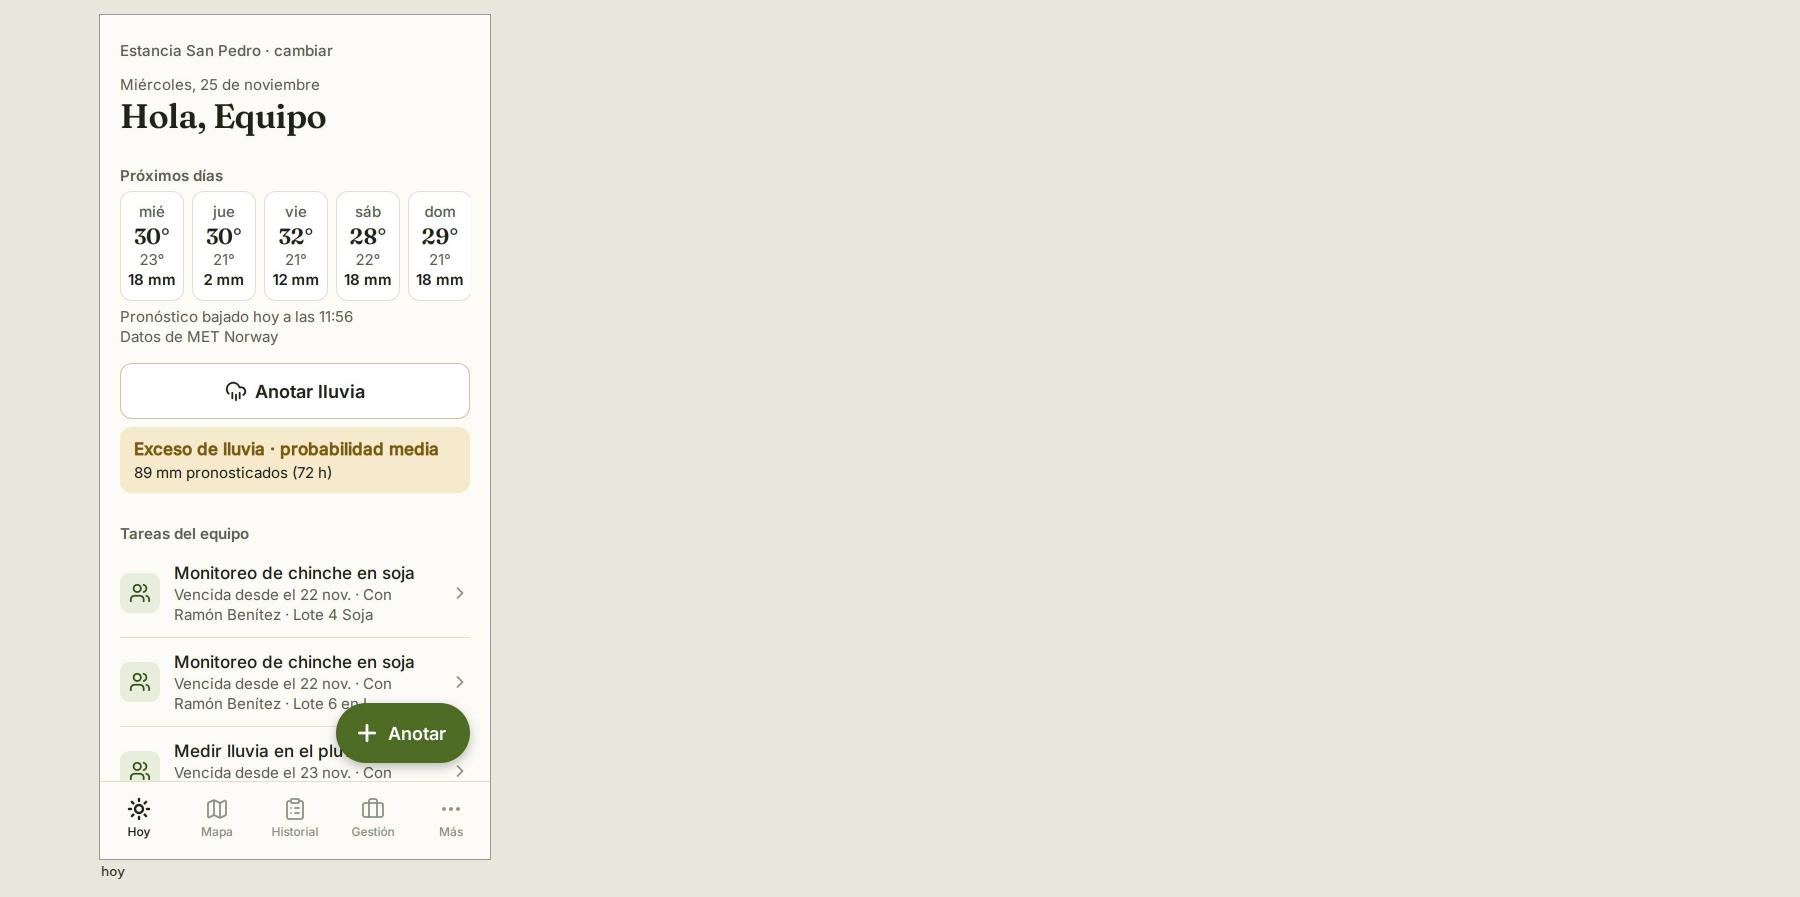 Estancia San Pedro · cambiar
Miércoles, 25 de noviembre
Hola, Equipo
Próximos días
mié jue vie sáb dom
30° 30° 32° 28° 29°
23° 21° 21° 22° 21°
18 mm 2 mm 12 mm 18 mm 18 mm
Pronóstico bajado hoy a las 11:56
Datos de MET Norway
Anotar lluvia
Exceso de lluvia · probabilidad media
89 mm pronosticados (72 h)
Tareas del equipo
Monitoreo de chinche en soja
Vencida desde el 22 nov. · Con
Ramón Benítez · Lote 4 Soja
Monitoreo de chinche en soja
Vencida desde el 22 nov. · Con
Ramón Benítez · Lote 6 en
Anotar
Medir lluvia en el
Vencida desde el 23 nov. · Con
Hoy Mapa Historial Gestión Más
hoy